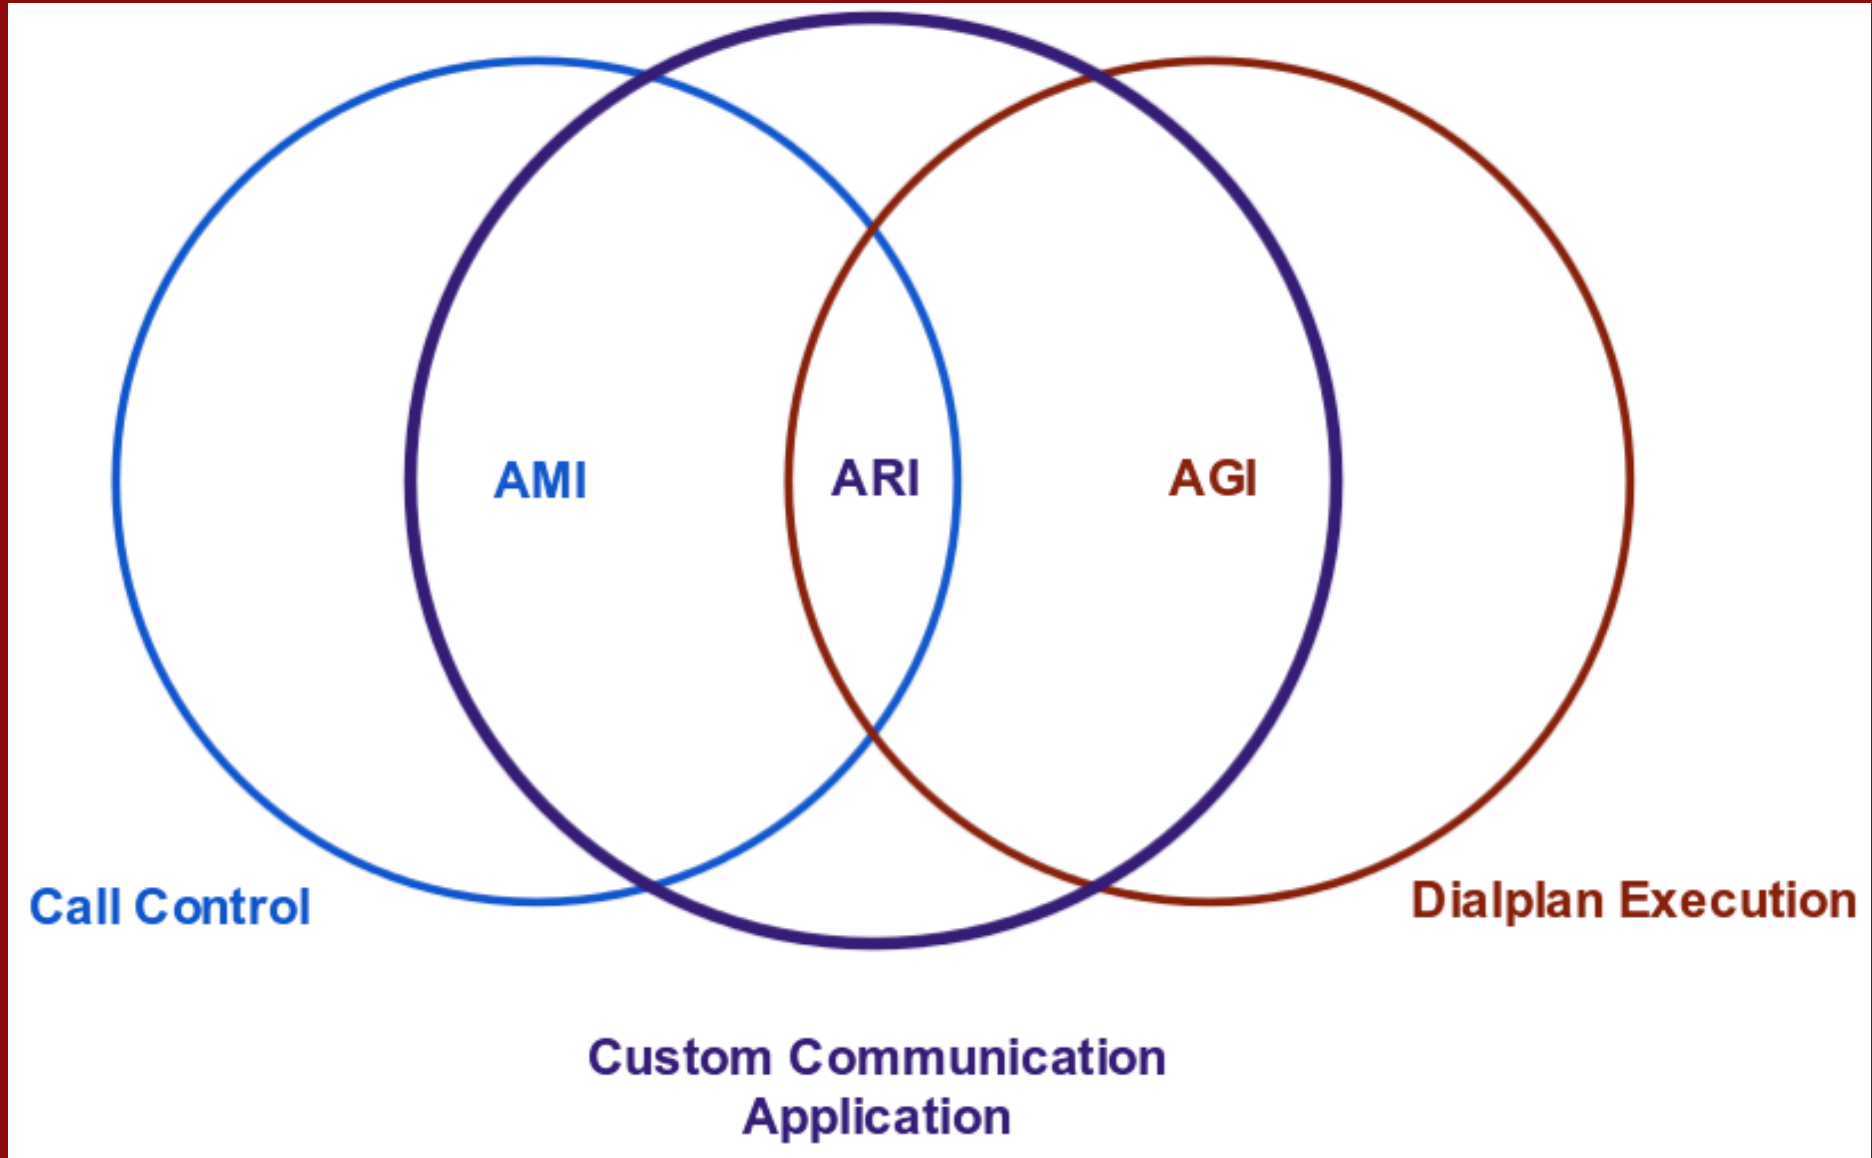 AMI
ARI
AGI
Call Control
Dialplan Execution
Custom Communication
Application